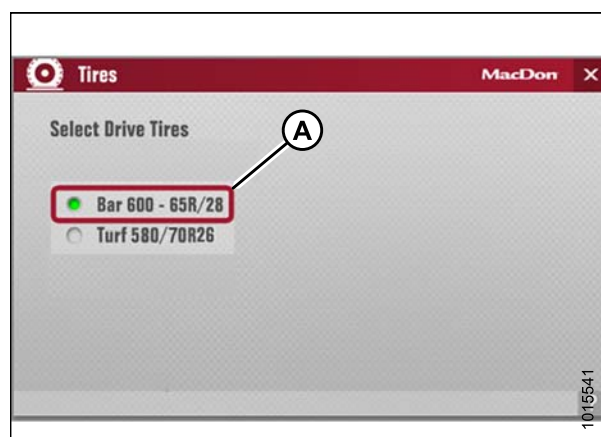 Tires MacDon X
Select Drive Tires
A
Bar 600 - 65R/28
Turf 580/70R26
1015541